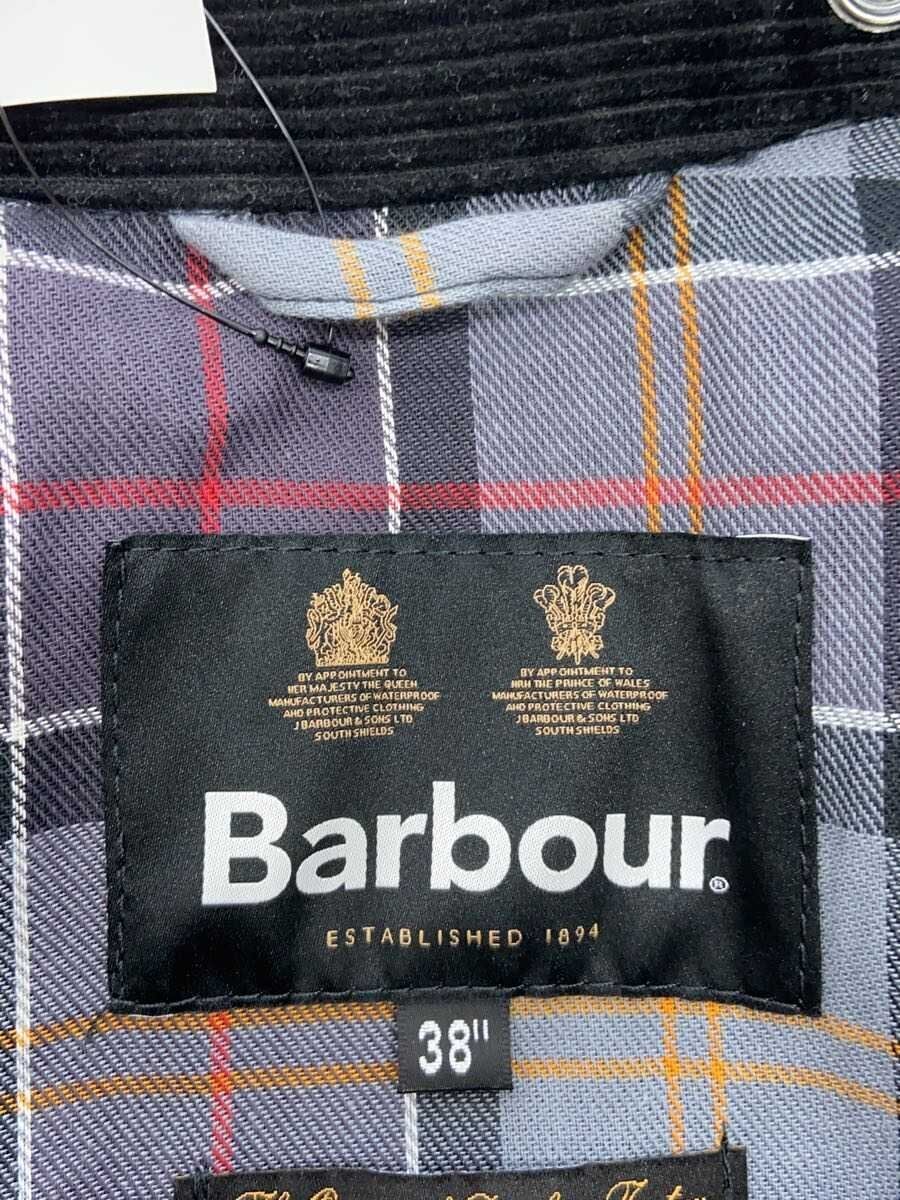 BY APPOINTMENT TO
HER MAJESTY THE QUEEN
MANUFACTURERS OF WATERPROOF
AND PROTECTIVE CLOTHING
J BARBOUR & SONS LTD
SOUTH SHIELDS
BY APPOINTMENT TO
HRH THE PRINCE OF WALES
MANUFACTURERS OF WATERPROOF
AND PROTECTIVE CLOTHING
J BARBOUR & SONS LTD
SOUTH SHIELDS
Barbour®
ESTABLISHED 1894
38"